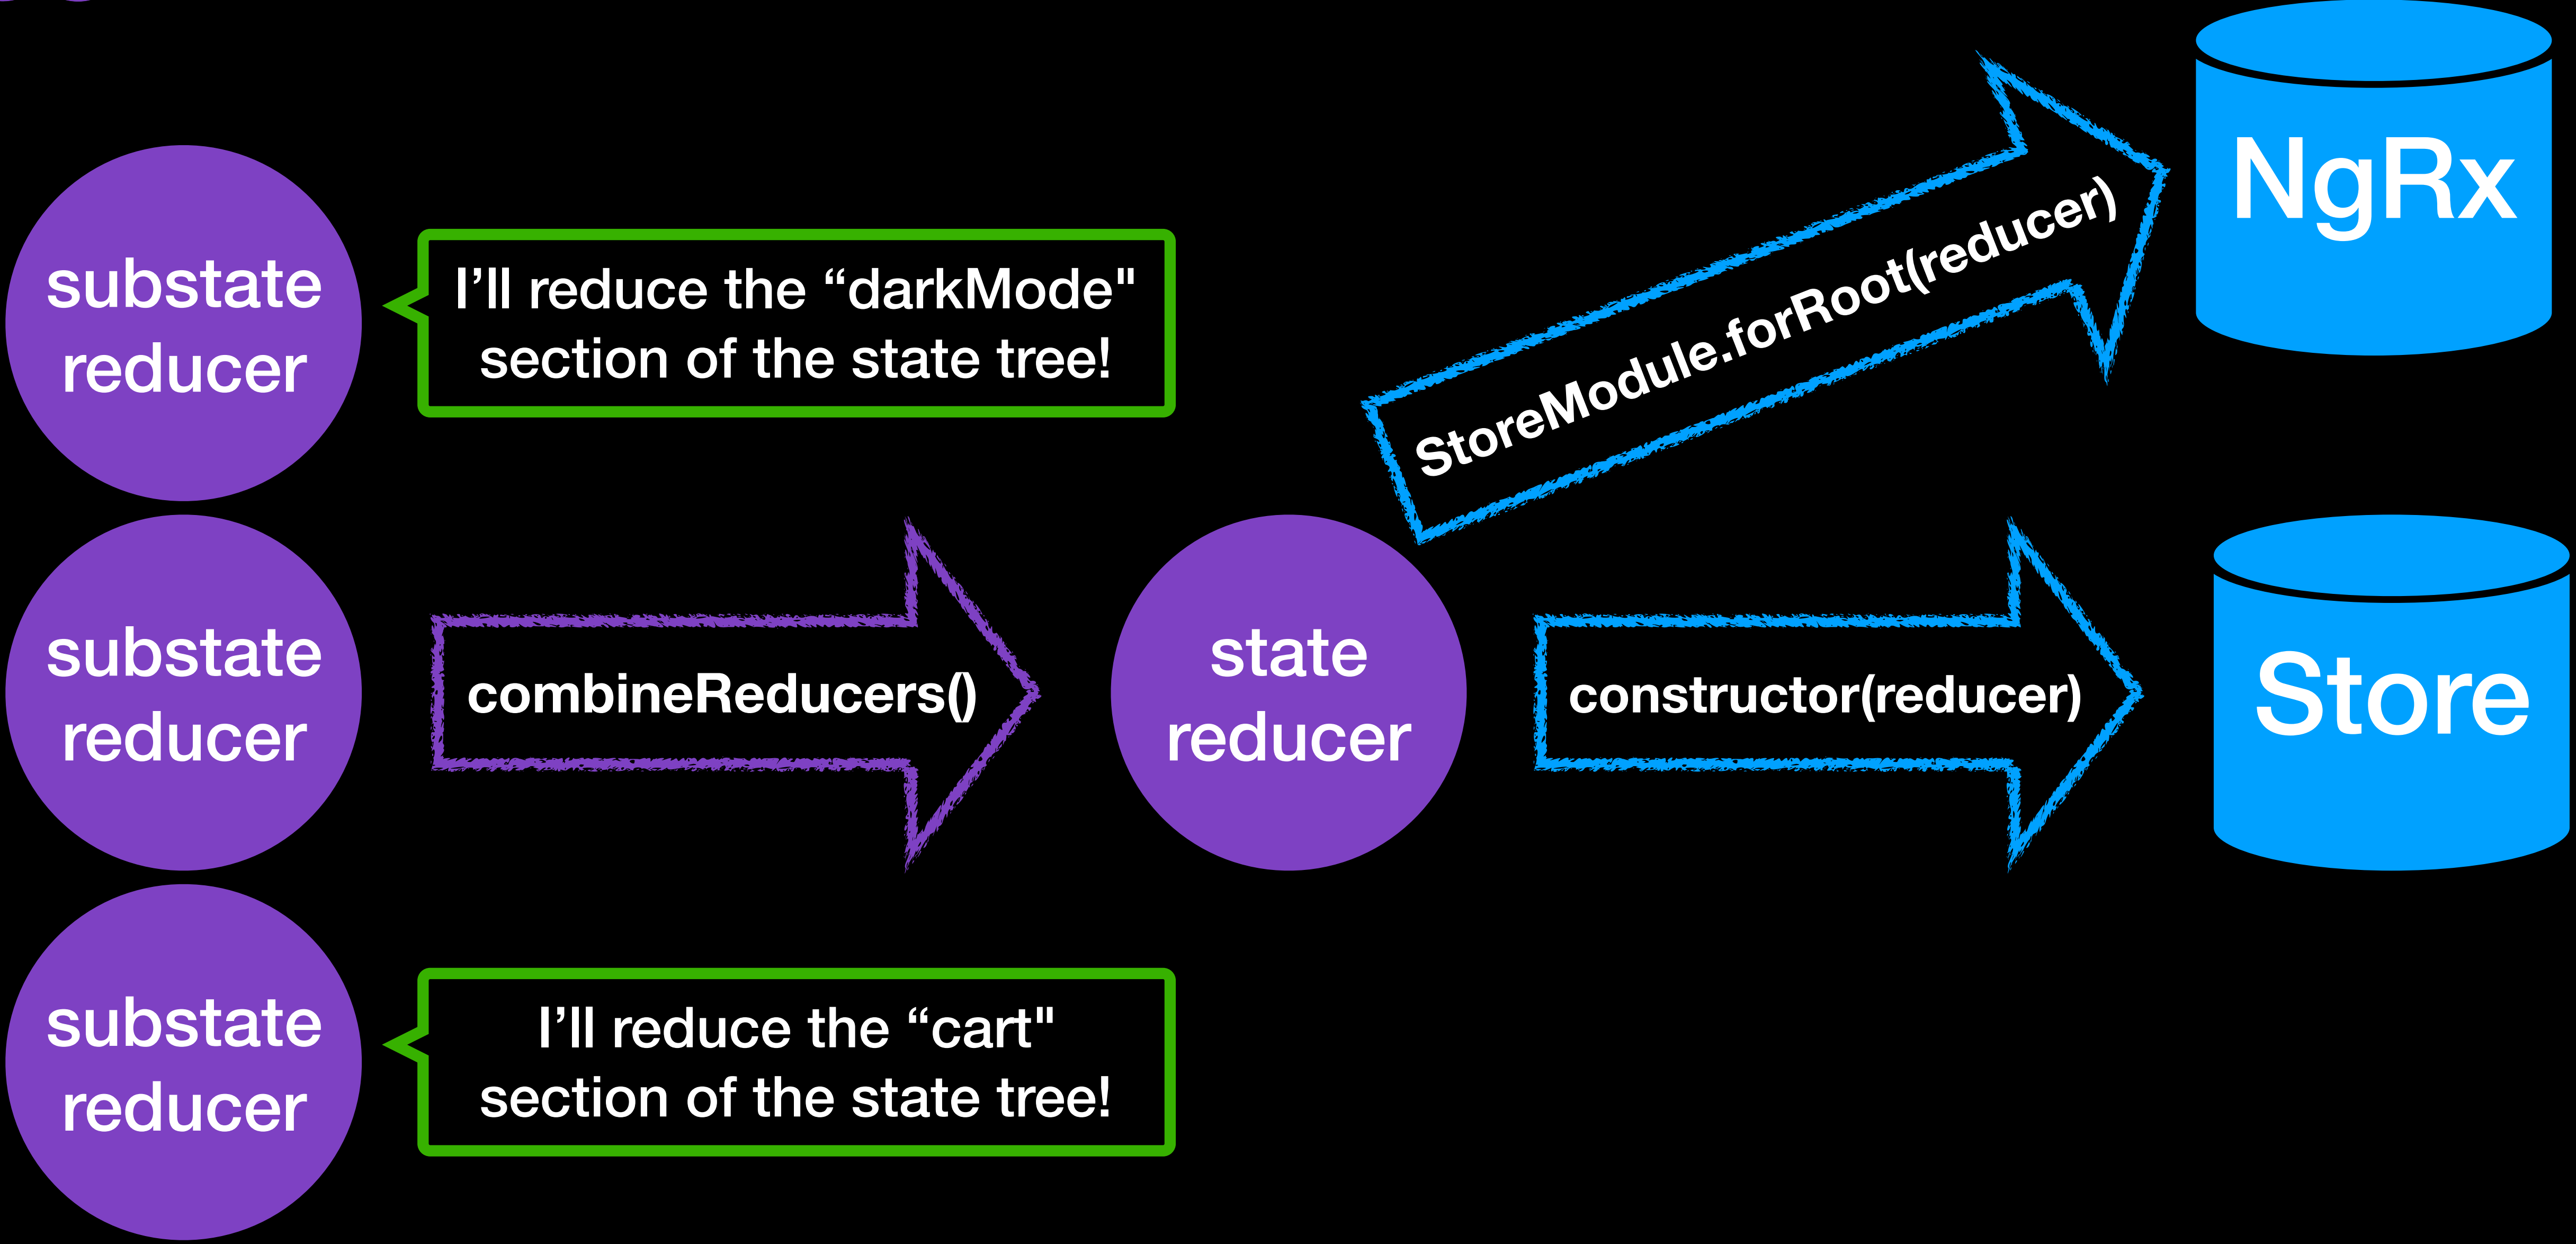 substate
reducer
I’ll reduce the “darkMode"
section of the state tree!
StoreModule.forRoot(reducer)
NgRx
substate
reducer
combineReducers()
state
reducer
constructor(reducer)
Store
substate
reducer
I’ll reduce the “cart"
section of the state tree!